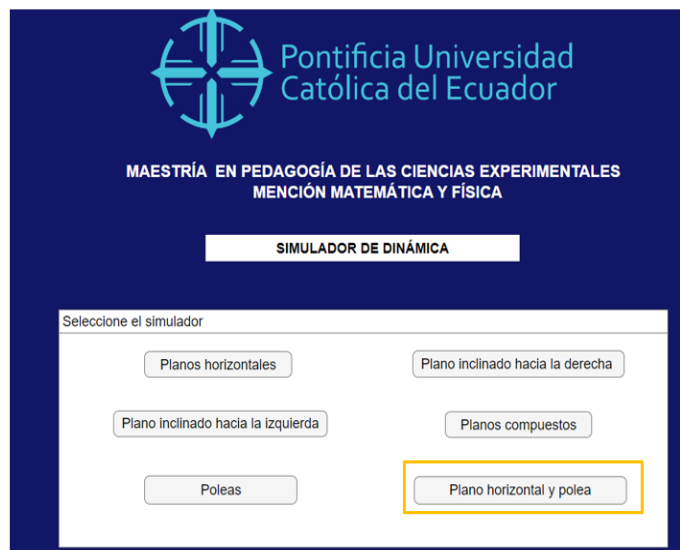 Pontificia Universidad
Católica del Ecuador
MAESTRÍA EN PEDAGOGÍA DE LAS CIENCIAS EXPERIMENTALES
MENCIÓN MATEMÁTICA Y FÍSICA
SIMULADOR DE DINÁMICA
Seleccione el simulador
Planos horizontales
Plano inclinado hacia la derecha
Plano inclinado hacia la izquierda
Planos compuestos
Poleas
Plano horizontal y polea